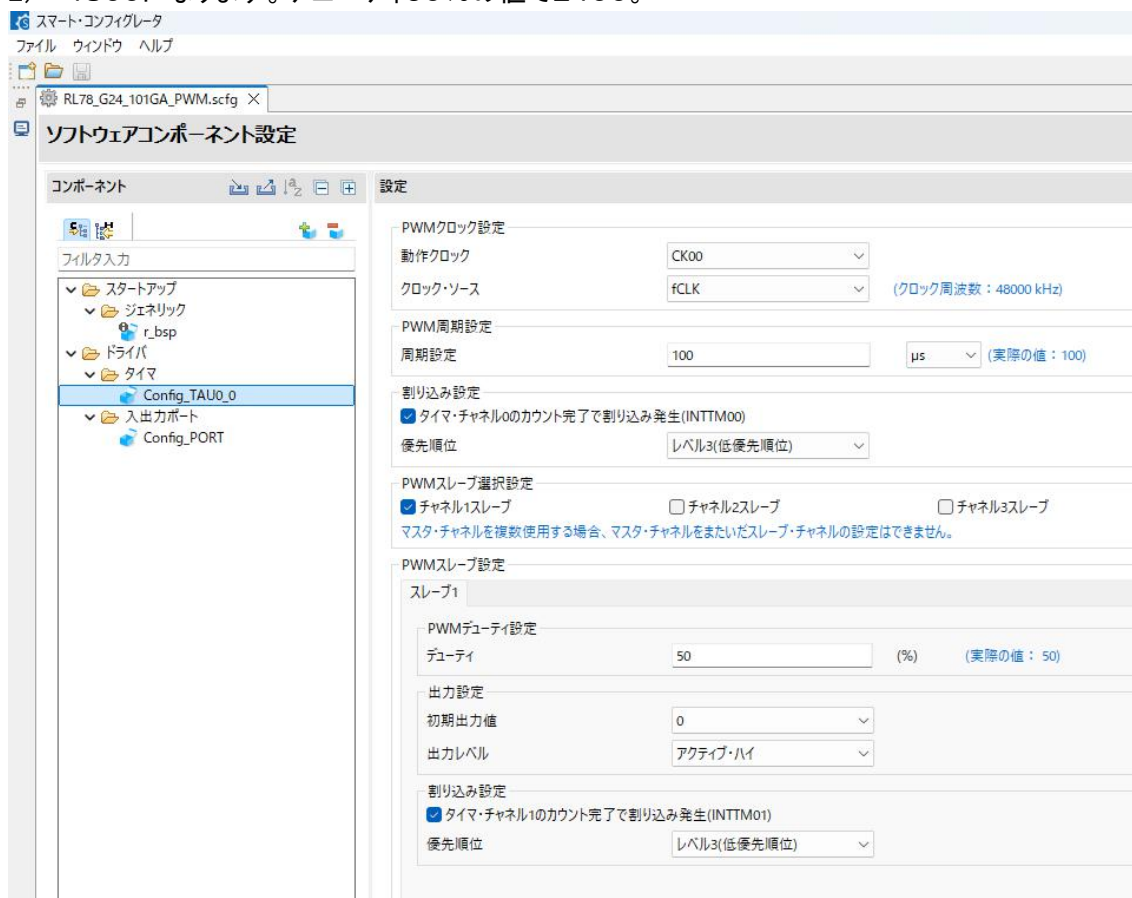 スマート・コンフィグレータ
ファイル ウィンドウ ヘルプ
RL78_G24_101GA_PWM.scfg
ソフトウェアコンポーネント設定
コンポーネント
設定
フィルタ入力
スタートアップ
ジェネリック
r_bsp
ドライバ
タイマ
Config_TAU0_0
入出力ポート
Config_PORT
PWMクロック設定
動作クロック CK00
クロック・ソース fCLK (クロック周波数:48000 kHz)
PWM周期設定
周期設定 100 µs (実際の値:100)
割り込み設定
タイマ・チャネル0のカウント完了で割り込み発生(INTTM00)
優先順位 レベル3(低優先順位)
PWMスレーブ選択設定
チャネル1スレーブ チャネル2スレーブ チャネル3スレーブ
マスタ・チャネルを複数使用する場合、マスタ・チャネルをまたいだスレーブ・チャネルの設定はできません。
PWMスレーブ設定
スレーブ1
PWMデューティ設定
デューティ 50 (%) (実際の値: 50)
出力設定
初期出力値 0
出力レベル アクティブ・ハイ
割り込み設定
タイマ・チャネル1のカウント完了で割り込み発生(INTTM01)
優先順位 レベル3(低優先順位)